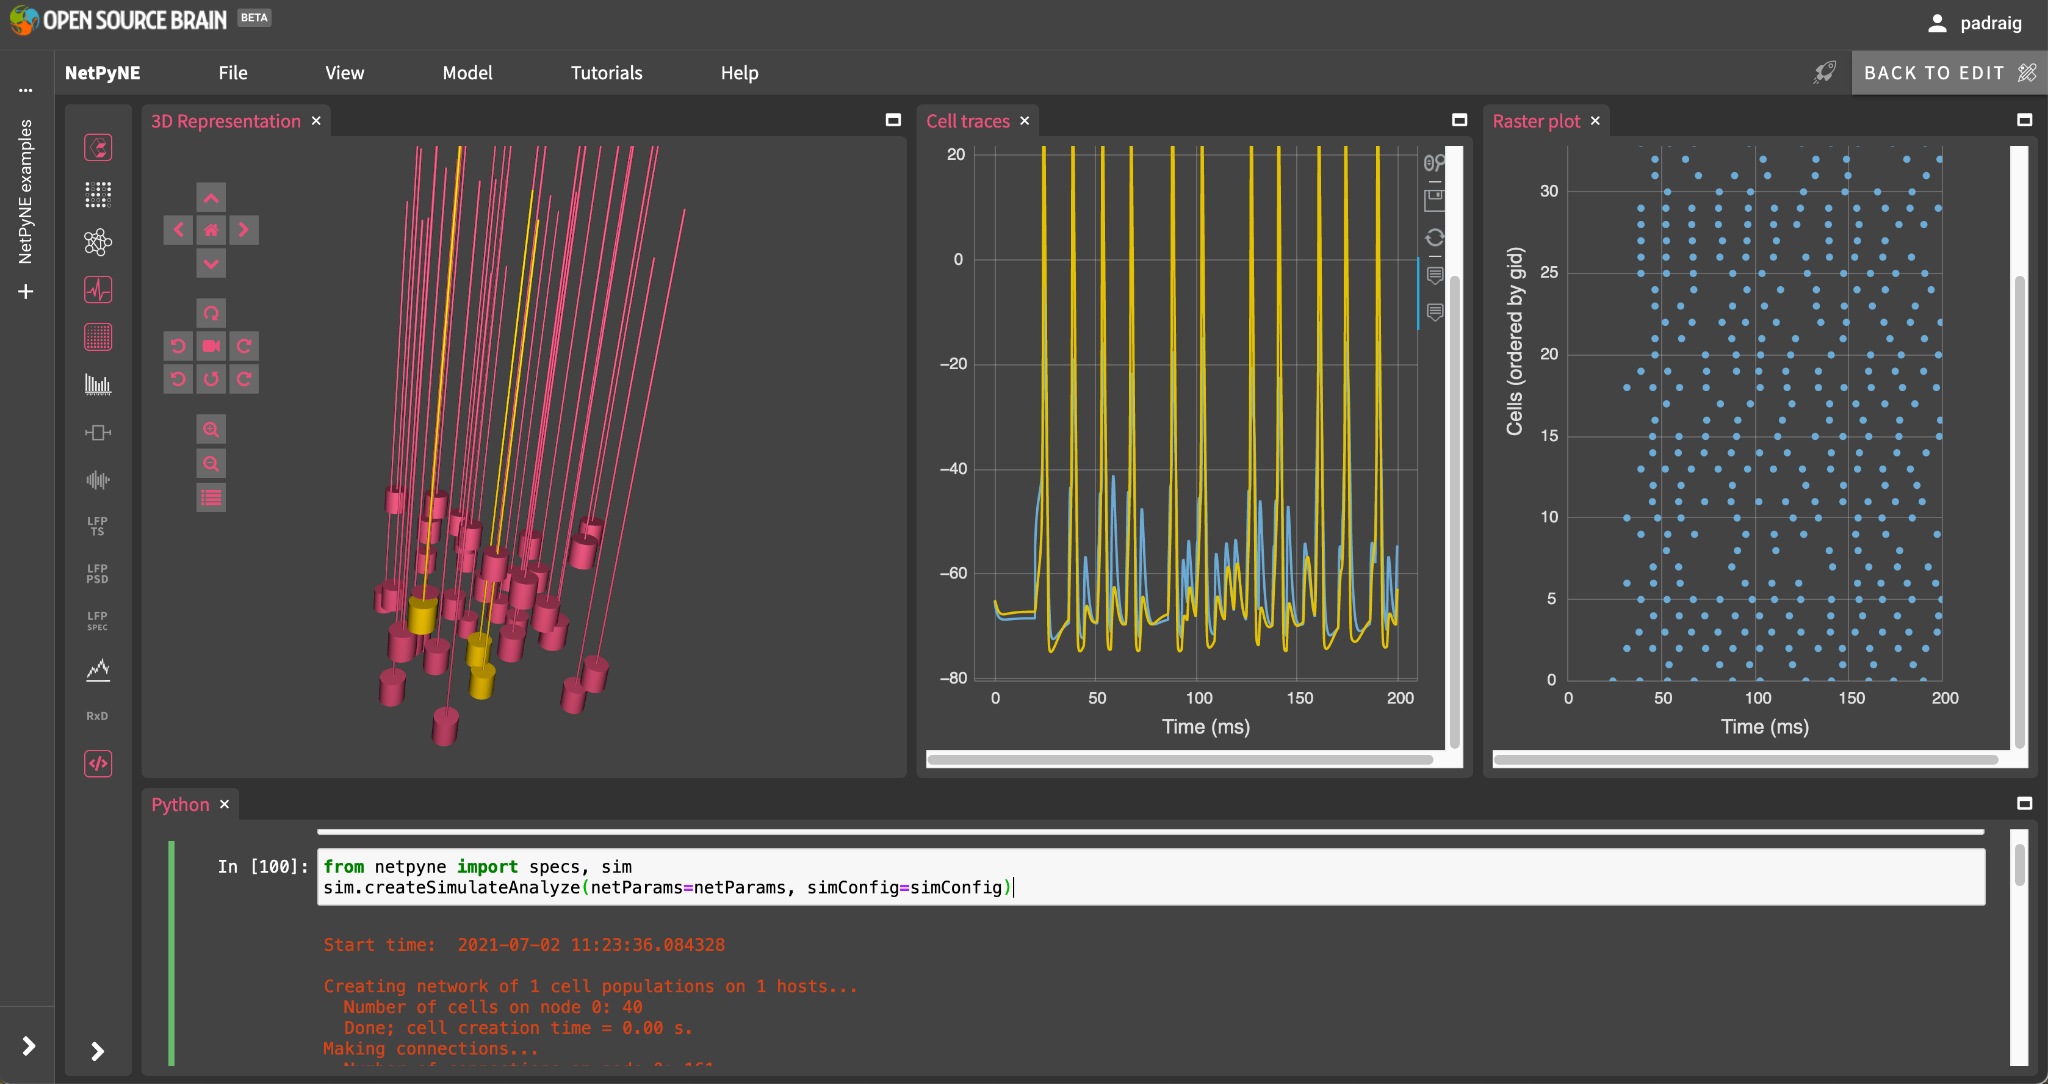 OPEN SOURCE BRAIN BETA
padraig
NetPyNE File View Model Tutorials Help
BACK TO EDIT
NetPyNE examples
LFP
TS
LFP
PSD
LFP
SPEC
RxD
3D Representation
Cell traces
20
0
−20
−40
−60
−80
0 50 100 150 200
Time (ms)
Raster plot
Cells (ordered by gid)
30
25
20
15
10
5
0
0 50 100 150 200
Time (ms)
Python
In [100]:
from netpyne import specs, sim
sim.createSimulateAnalyze(netParams=netParams, simConfig=simConfig)
Start time:  2021-07-02 11:23:36.084328
Creating network of 1 cell populations on 1 hosts...
Number of cells on node 0: 40
Done; cell creation time = 0.00 s.
Making connections...